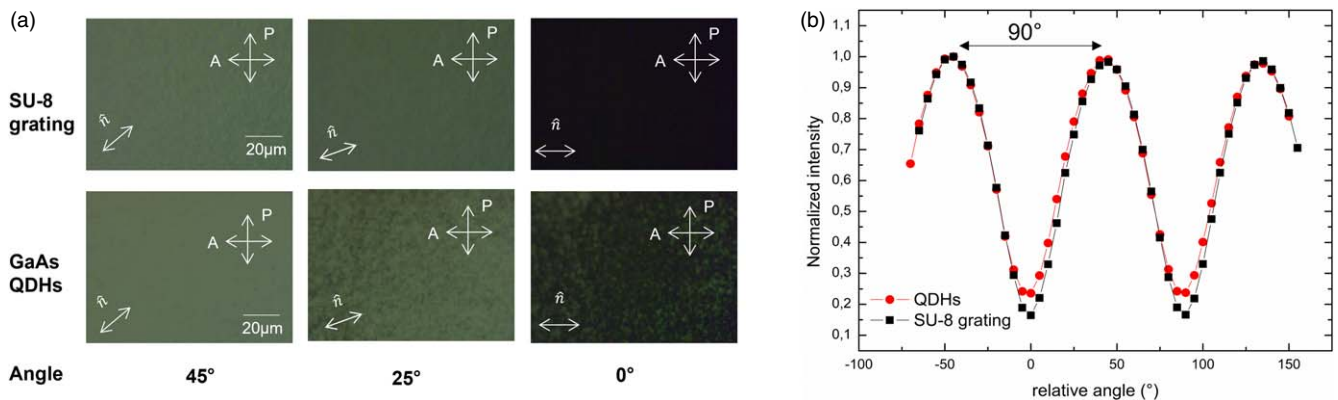 (a)
SU-8
grating
P
A
n̂
20µm
P
A
n̂
P
A
n̂
GaAs
QDHs
P
A
n̂
20µm
P
A
n̂
P
A
n̂
Angle
45°
25°
0°
(b)
90°
Normalized intensity
1,1
1,0
0,9
0,8
0,7
0,6
0,5
0,4
0,3
0,2
0,1
QDHs
SU-8 grating
-100
-50
0
50
100
150
relative angle (°)